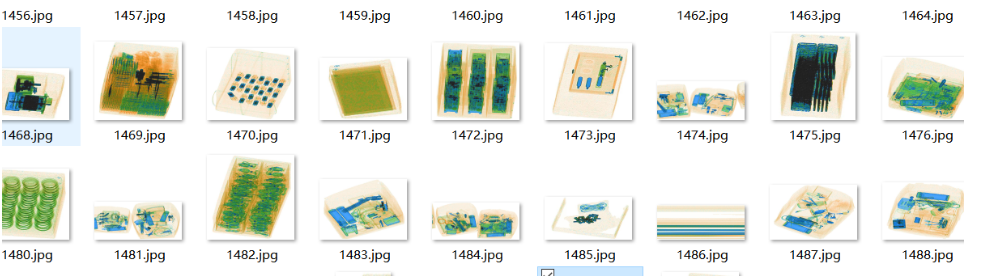 1456.jpg 1457.jpg 1458.jpg 1459.jpg 1460.jpg 1461.jpg 1462.jpg 1463.jpg 1464.jpg
1468.jpg 1469.jpg 1470.jpg 1471.jpg 1472.jpg 1473.jpg 1474.jpg 1475.jpg 1476.jpg
1480.jpg 1481.jpg 1482.jpg 1483.jpg 1484.jpg 1485.jpg 1486.jpg 1487.jpg 1488.jpg